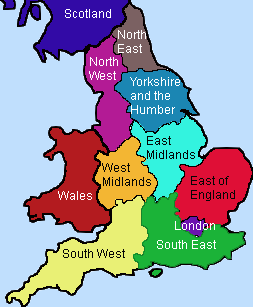 Scotland
North
East
North
West
Yorkshire
and the
Humber
East
Midlands
West
Midlands
East of
England
Wales
London
South East
South West